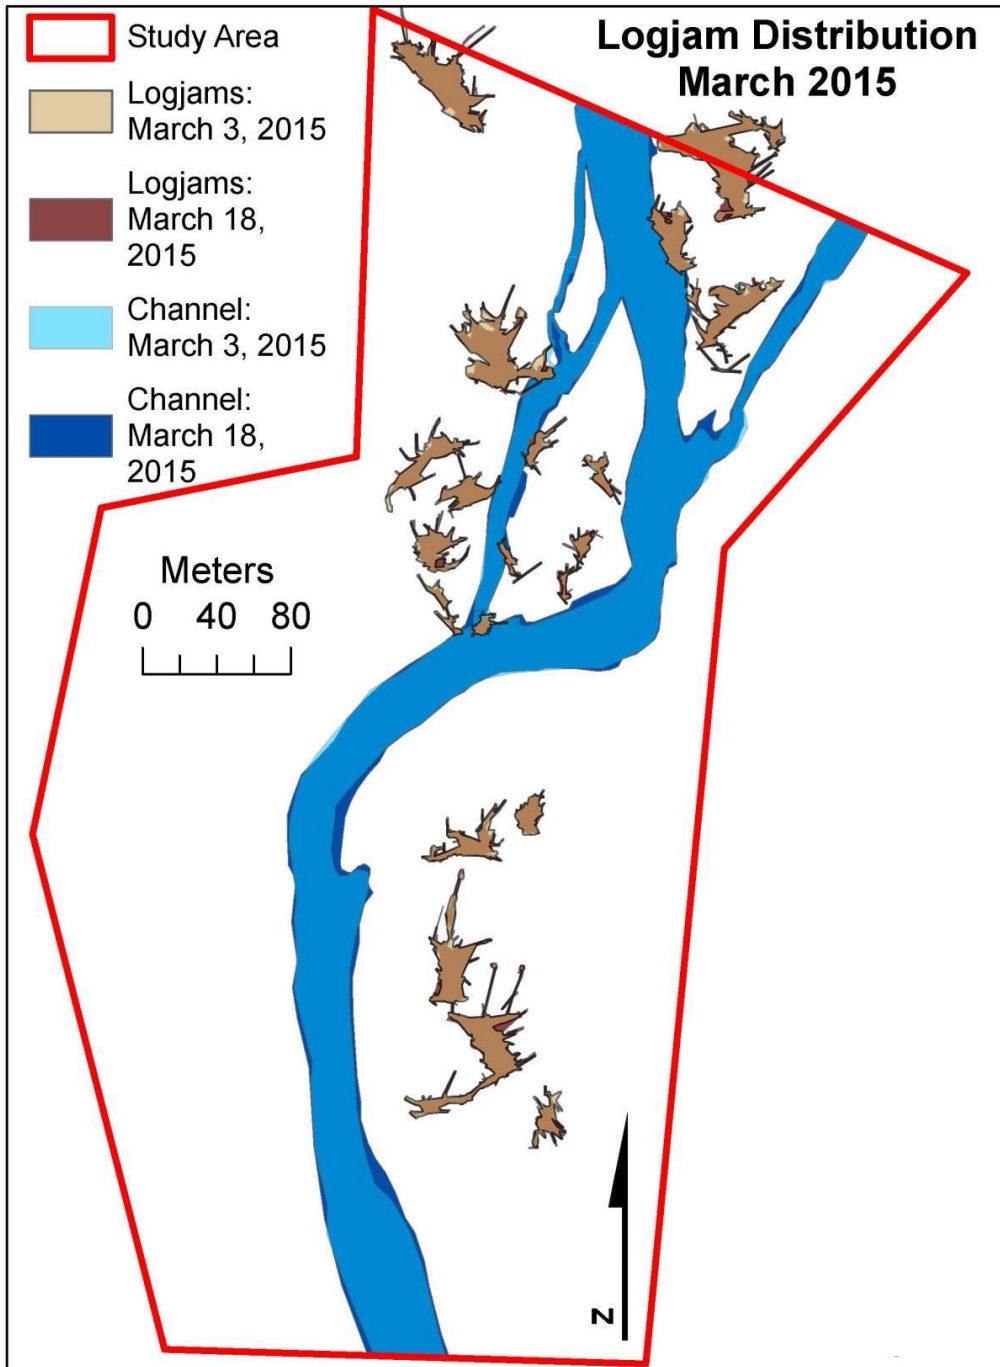 Logjam Distribution
March 2015
Study Area
Logjams:
March 3, 2015
Logjams:
March 18,
2015
Channel:
March 3, 2015
Channel:
March 18,
2015
Meters
0 40 80
N